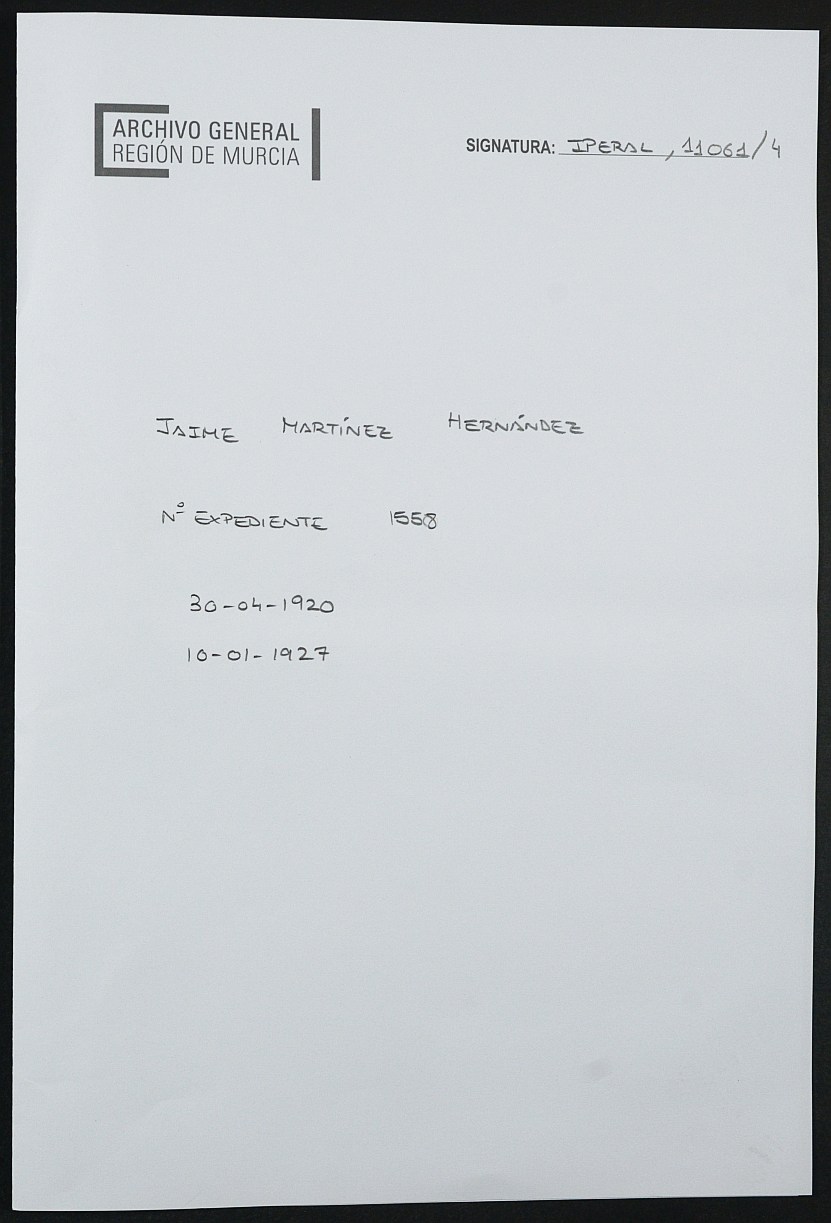 ARCHIVO GENERAL
REGIÓN DE MURCIA
SIGNATURA: IPERAL, 11061/4
JAIME MARTÍNEZ HERNÁNDEZ
Nº EXPEDIENTE 1558
30-04-1920
10-01-1927